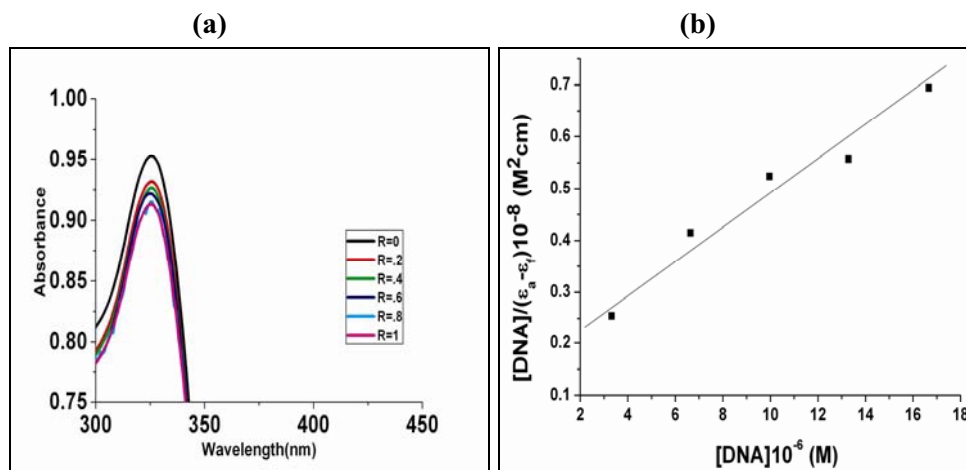 (a)
(b)
Absorbance
1.00
0.95
0.90
0.85
0.80
0.75
300
350
400
450
Wavelength(nm)
R=0
R=.2
R=.4
R=.6
R=.8
R=1
[DNA]/(εa-εf)10-8 (M2cm)
0.7
0.6
0.5
0.4
0.3
0.2
0.1
2 4 6 8 10 12 14 16 18
[DNA]10-6 (M)